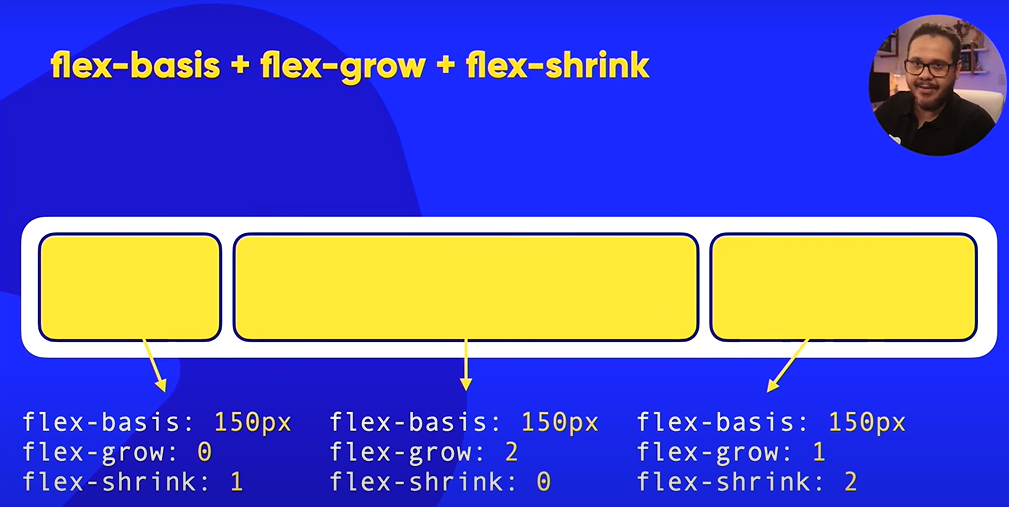 flex-basis + flex-grow + flex-shrink
flex-basis: 150px
flex-grow: 0
flex-shrink: 1
flex-basis: 150px
flex-grow: 2
flex-shrink: 0
flex-basis: 150px
flex-grow: 1
flex-shrink: 2